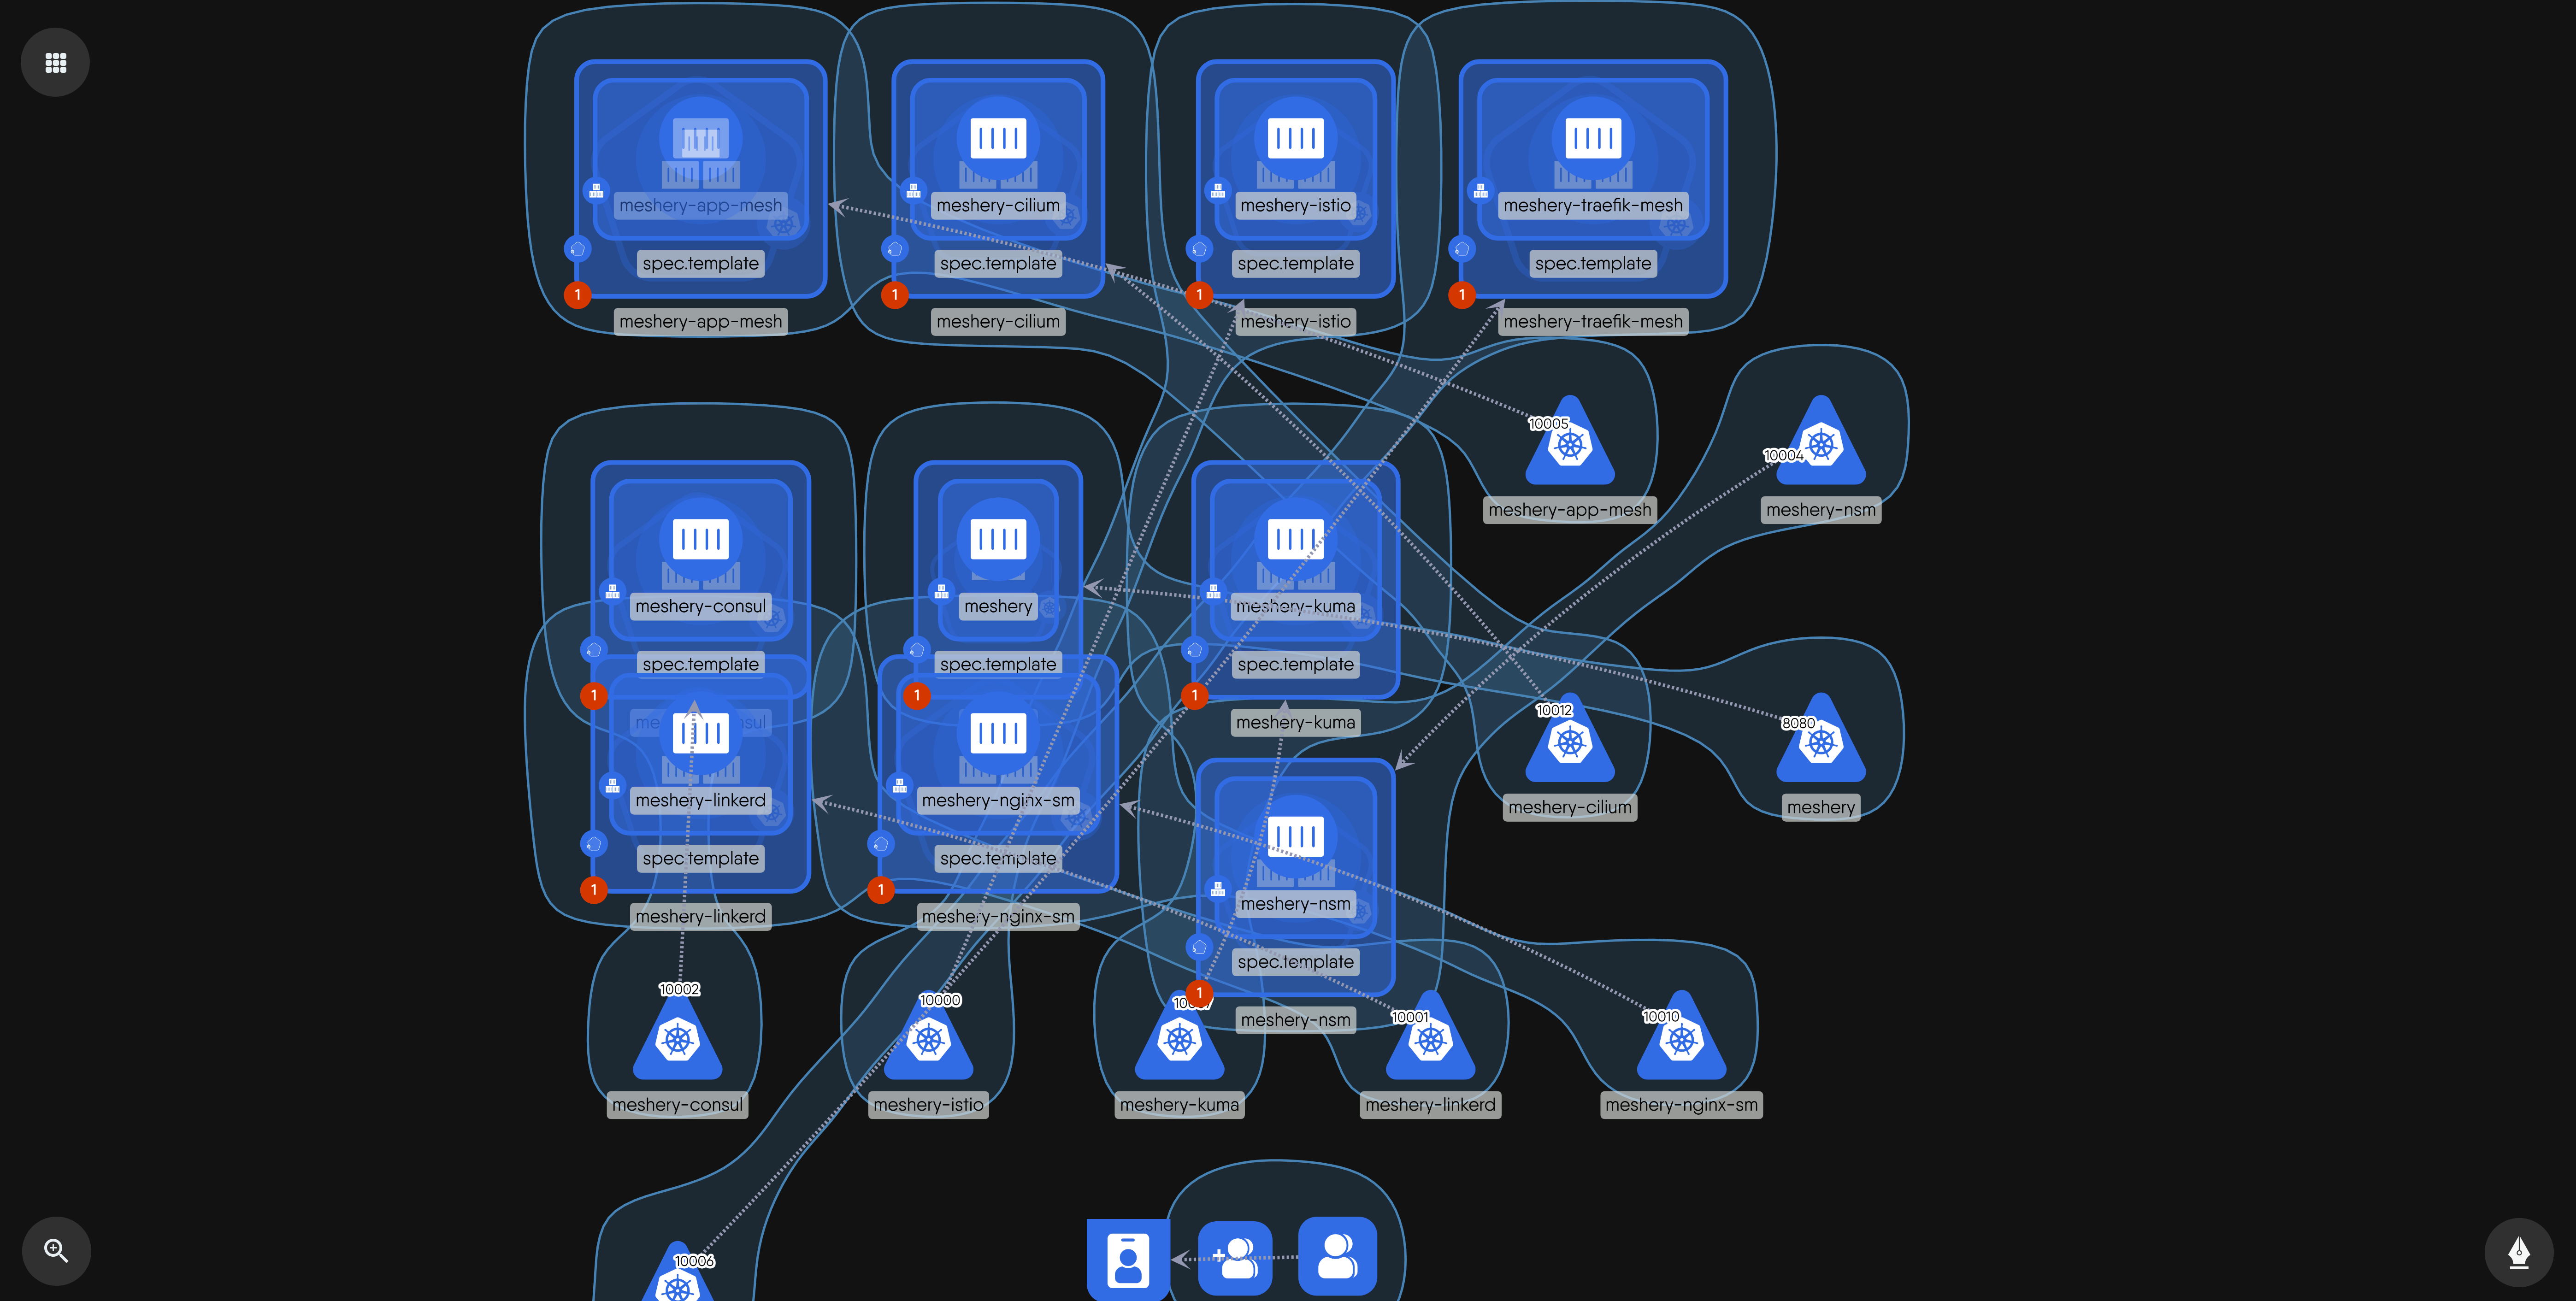 meshery-app-mesh
meshery-cilium
meshery-istio
meshery-traefik-mesh
spec.template
spec.template
spec.template
spec.template
1
1
1
1
meshery-app-mesh
meshery-cilium
meshery-istio
meshery-traefik-mesh
10005
10004
meshery-app-mesh
meshery-nsm
meshery-consul
meshery
meshery-kuma
spec.template
spec.template
spec.template
1
1
1
meshery-kuma
10012
8080
meshery-cilium
meshery
meshery-linkerd
meshery-nginx-sm
spec.template
spec.template
1
1
meshery-linkerd
meshery-nginx-sm
meshery-nsm
spec.template
1
meshery-nsm
10002
10000
10001
10010
meshery-consul
meshery-istio
meshery-kuma
meshery-linkerd
meshery-nginx-sm
10006